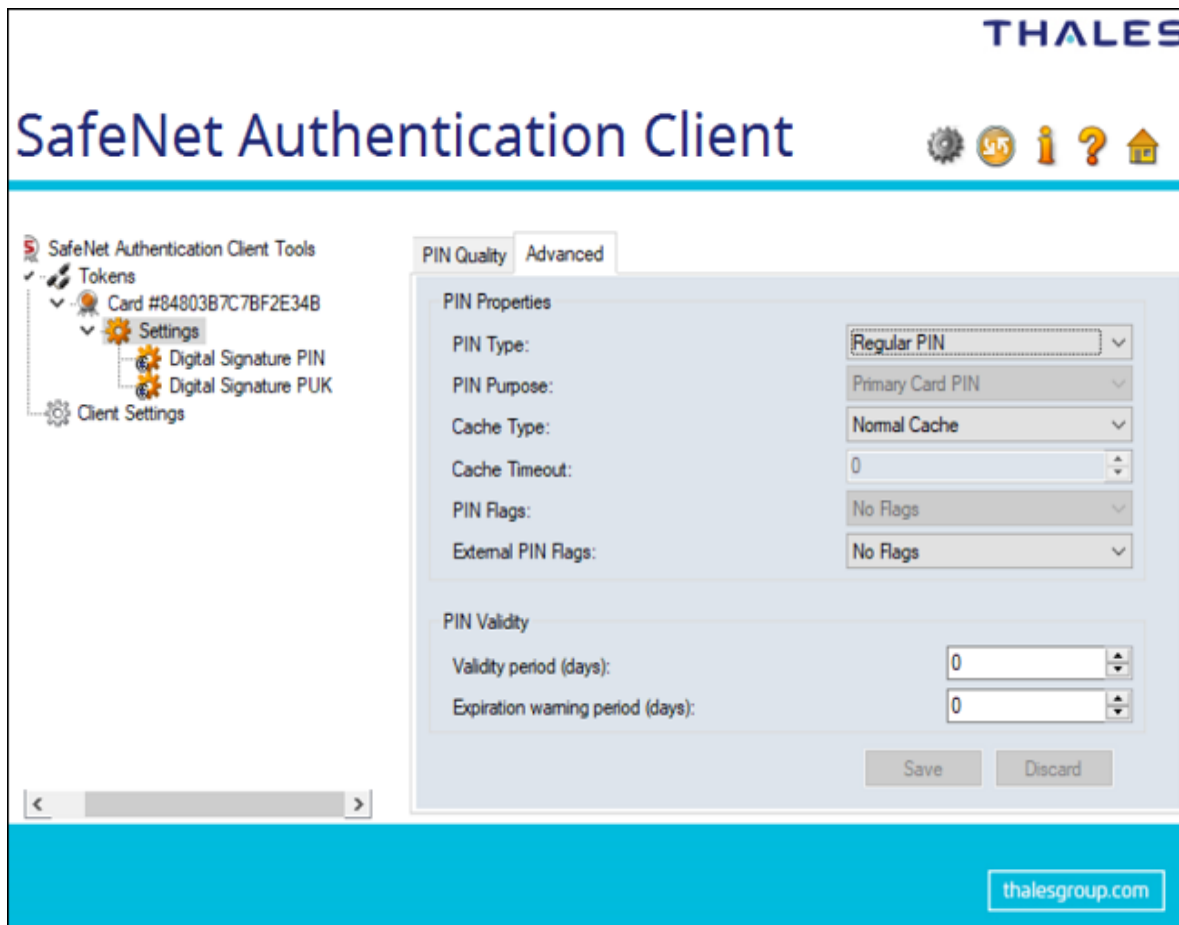 THALES
SafeNet Authentication Client
SafeNet Authentication Client Tools
Tokens
Card #84803B7C7BF2E34B
Settings
Digital Signature PIN
Digital Signature PUK
Client Settings
PIN Quality
Advanced
PIN Properties
PIN Type: Regular PIN
PIN Purpose: Primary Card PIN
Cache Type: Normal Cache
Cache Timeout: 0
PIN Flags: No Flags
External PIN Flags: No Flags
PIN Validity
Validity period (days): 0
Expiration warning period (days): 0
Save Discard
thalesgroup.com